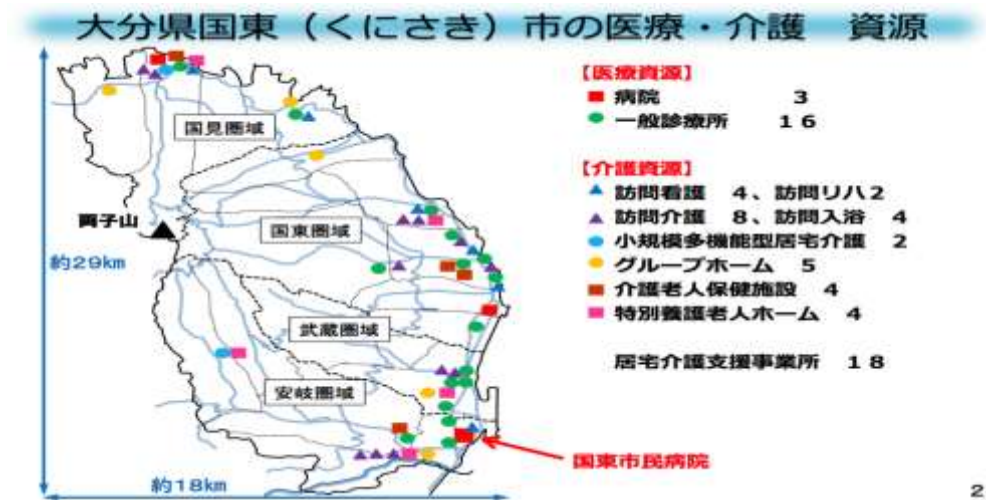 大分県国東（くにさき）市の医療・介護　資源
【医療資源】
病院　　　　　3
一般診療所　　１６
【介護資源】
訪問看護　４、訪問リハ２
訪問介護　８、訪問入浴　４
小規模多機能型居宅介護　２
グループホーム　５
介護老人保健施設　４
特別養護老人ホーム　４
居宅介護支援事業所　１８
国見圏域
両子山
国東圏域
約29km
武蔵圏域
安岐圏域
国東市民病院
約18km
2